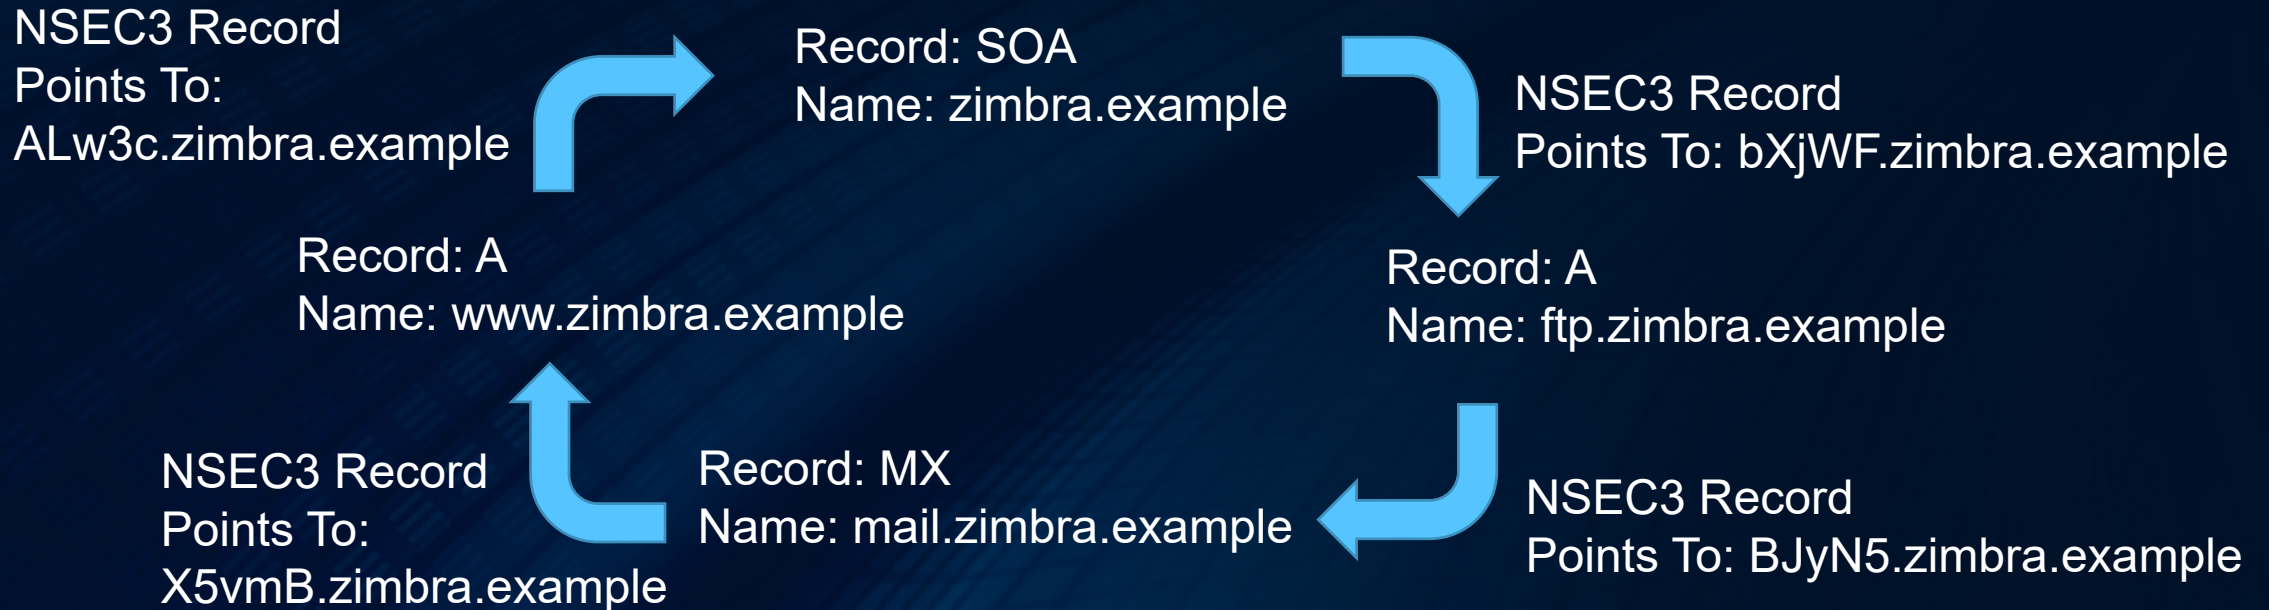 NSEC3 Record
Points To:
ALw3c.zimbra.example
Record: SOA
Name: zimbra.example
NSEC3 Record
Points To: bXjWF.zimbra.example
Record: A
Name: www.zimbra.example
Record: A
Name: ftp.zimbra.example
NSEC3 Record
Points To:
X5vmB.zimbra.example
Record: MX
Name: mail.zimbra.example
NSEC3 Record
Points To: BJyN5.zimbra.example